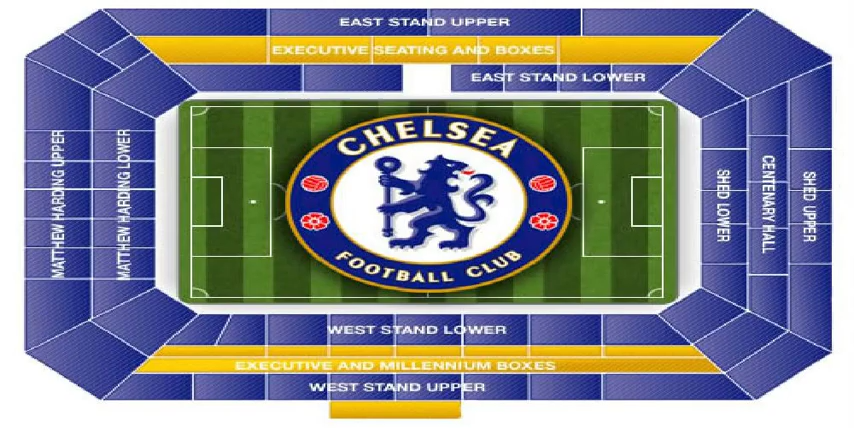 EAST STAND UPPER
EXECUTIVE SEATING AND BOXES
EAST STAND LOWER
MATTHEW HARDING UPPER
MATTHEW HARDING LOWER
CHELSEA
FOOTBALL CLUB
SHED LOWER
CENTENARY HALL
SHED UPPER
WEST STAND LOWER
EXECUTIVE AND MILLENNIUM BOXES
WEST STAND UPPER